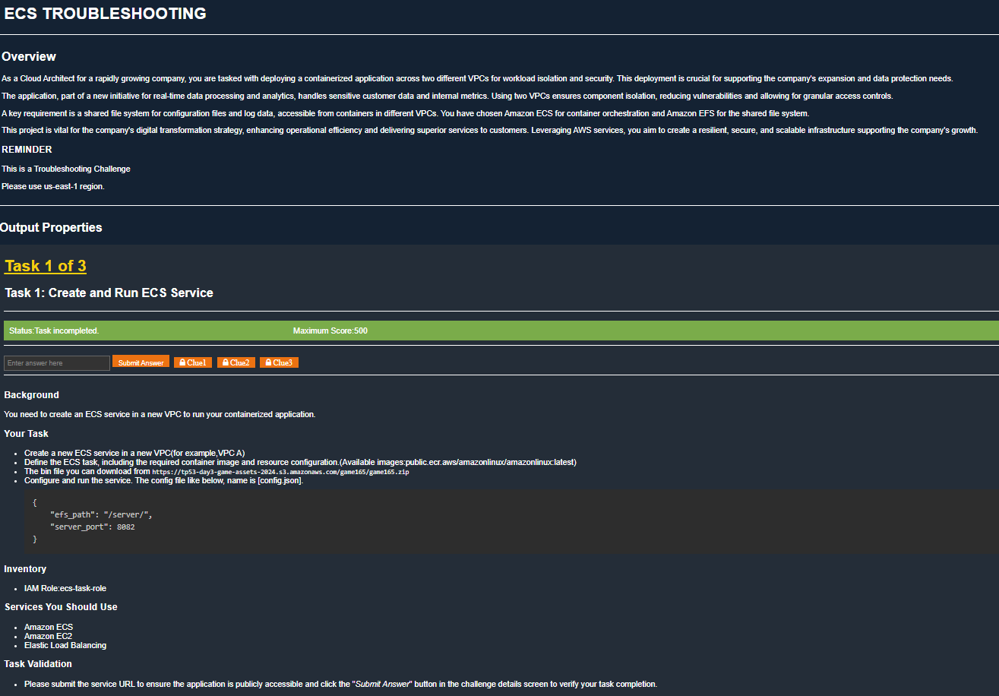 ECS TROUBLESHOOTING
Overview
As a Cloud Architect for a rapidly growing company, you are tasked with deploying a containerized application across two different VPCs for workload isolation and security. This deployment is crucial for supporting the company's expansion and data protection needs.
The application, part of a new initiative for real-time data processing and analytics, handles sensitive customer data and internal metrics. Using two VPCs ensures component isolation, reducing vulnerabilities and allowing for granular access controls.
A key requirement is a shared file system for configuration files and log data, accessible from containers in different VPCs. You have chosen Amazon ECS for container orchestration and Amazon EFS for the shared file system.
This project is vital for the company's digital transformation strategy, enhancing operational efficiency and delivering superior services to customers. Leveraging AWS services, you aim to create a resilient, secure, and scalable infrastructure supporting the company's growth.
REMINDER
This is a Troubleshooting Challenge
Please use us-east-1 region.
Output Properties
Task 1 of 3
Task 1: Create and Run ECS Service
Status:Task incompleted. Maximum Score:500
Enter answer here Submit Answer Clue1 Clue2 Clue3
Background
You need to create an ECS service in a new VPC to run your containerized application.
Your Task
• Create a new ECS service in a new VPC(for example,VPC A)
• Define the ECS task, including the required container image and resource configuration.(Available images:public.ecr.aws/amazonlinux/amazonlinux:latest)
• The bin file you can download from https://tp53-day3-game-assets-2024.s3.amazonaws.com/game165/game165.zip
• Configure and run the service. The config file like below, name is [config.json].
{
"efs_path": "/server/",
"server_port": 8082
}
Inventory
• IAM Role:ecs-task-role
Services You Should Use
• Amazon ECS
• Amazon EC2
• Elastic Load Balancing
Task Validation
• Please submit the service URL to ensure the application is publicly accessible and click the "Submit Answer" button in the challenge details screen to verify your task completion.